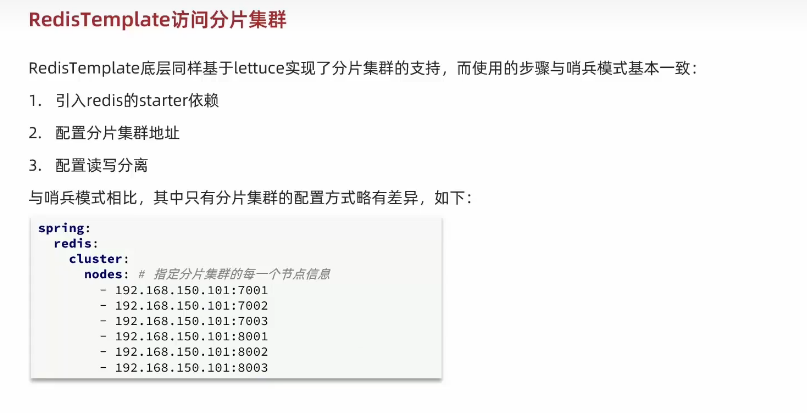 RedisTemplate访问分片集群
RedisTemplate底层同样基于lettuce实现了分片集群的支持，而使用的步骤与哨兵模式基本一致：
1. 引入redis的starter依赖
2. 配置分片集群地址
3. 配置读写分离
与哨兵模式相比，其中只有分片集群的配置方式略有差异，如下：
spring:
  redis:
    cluster:
      nodes: # 指定分片集群的每一个节点信息
        - 192.168.150.101:7001
        - 192.168.150.101:7002
        - 192.168.150.101:7003
        - 192.168.150.101:8001
        - 192.168.150.101:8002
        - 192.168.150.101:8003